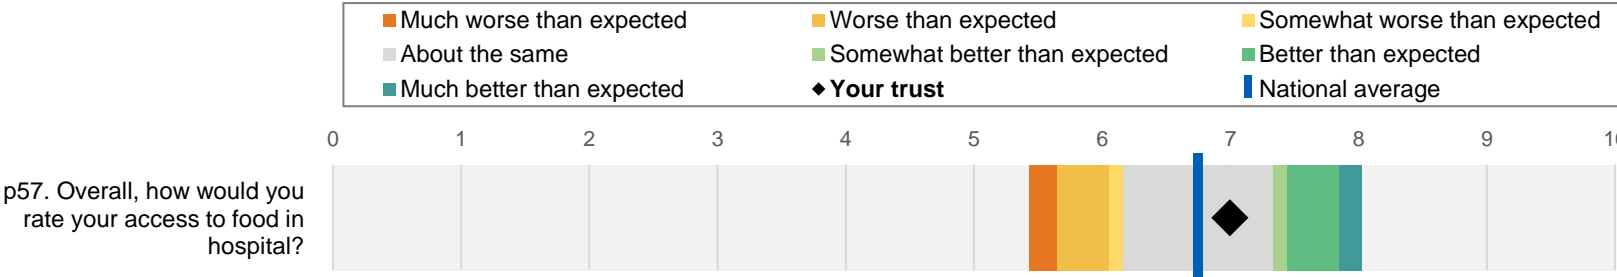 Much worse than expected
Worse than expected
Somewhat worse than expected
About the same
Somewhat better than expected
Better than expected
Much better than expected
Your trust
National average
0 1 2 3 4 5 6 7 8 9 10
p57. Overall, how would you
rate your access to food in
hospital?